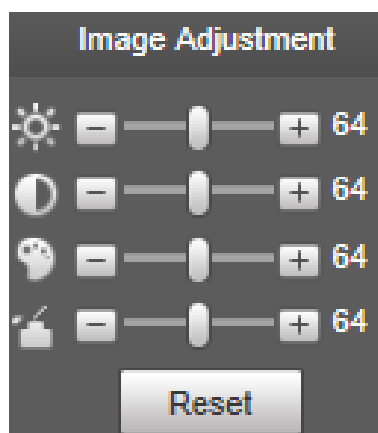 Image Adjustment
- + 64
- + 64
- + 64
- + 64
Reset